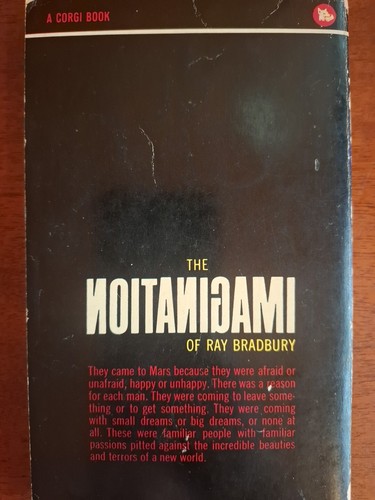 A CORGI BOOK
THE
NOITANIGAMI
OF RAY BRADBURY
They came to Mars because they were afraid or
unafraid, happy or unhappy. There was a reason
for each man. They were coming to leave some-
thing or to get something. They were coming
with small dreams or big dreams, or none at
all. These were familiar people with familiar
passions pitted against the incredible beauties
and terrors of a new world.